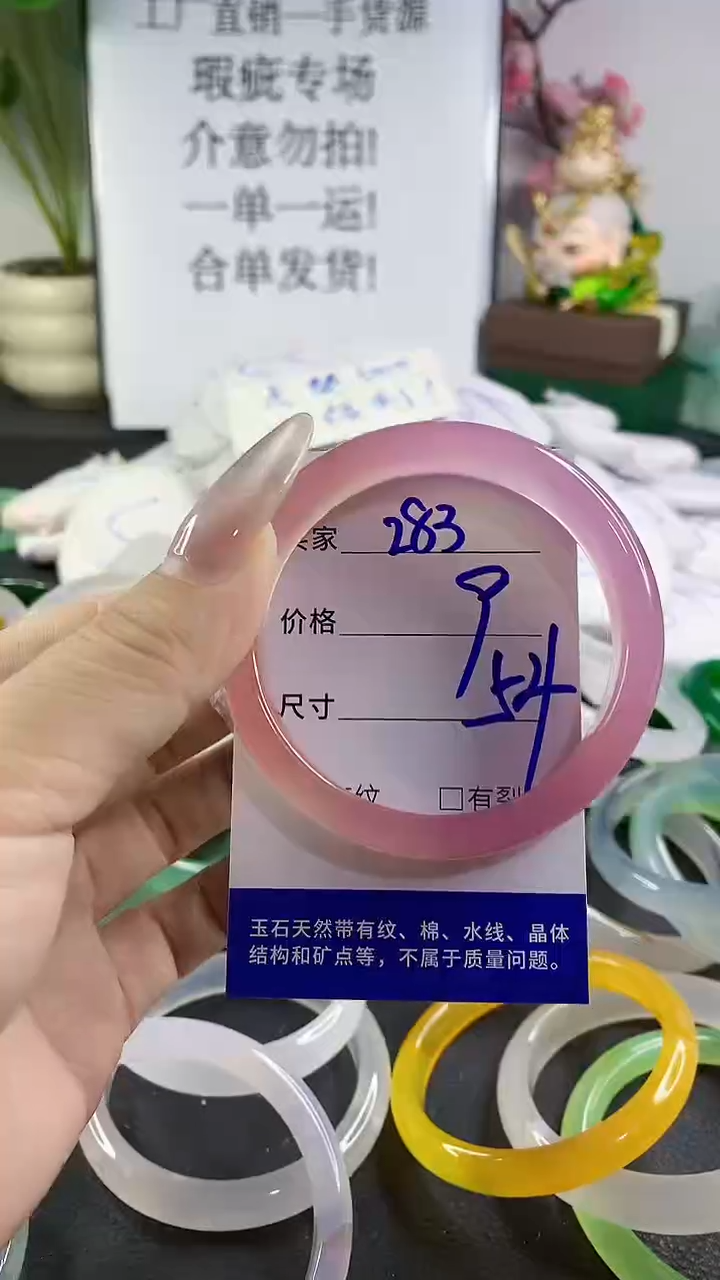 工厂直销一手货源
瑕疵专场
介意勿拍!
一单一运!
合单发货!
家 283
价格 9
尺寸 54
纹 □有裂
玉石天然带有纹、棉、水线、晶体
结构和矿点等，不属于质量问题。